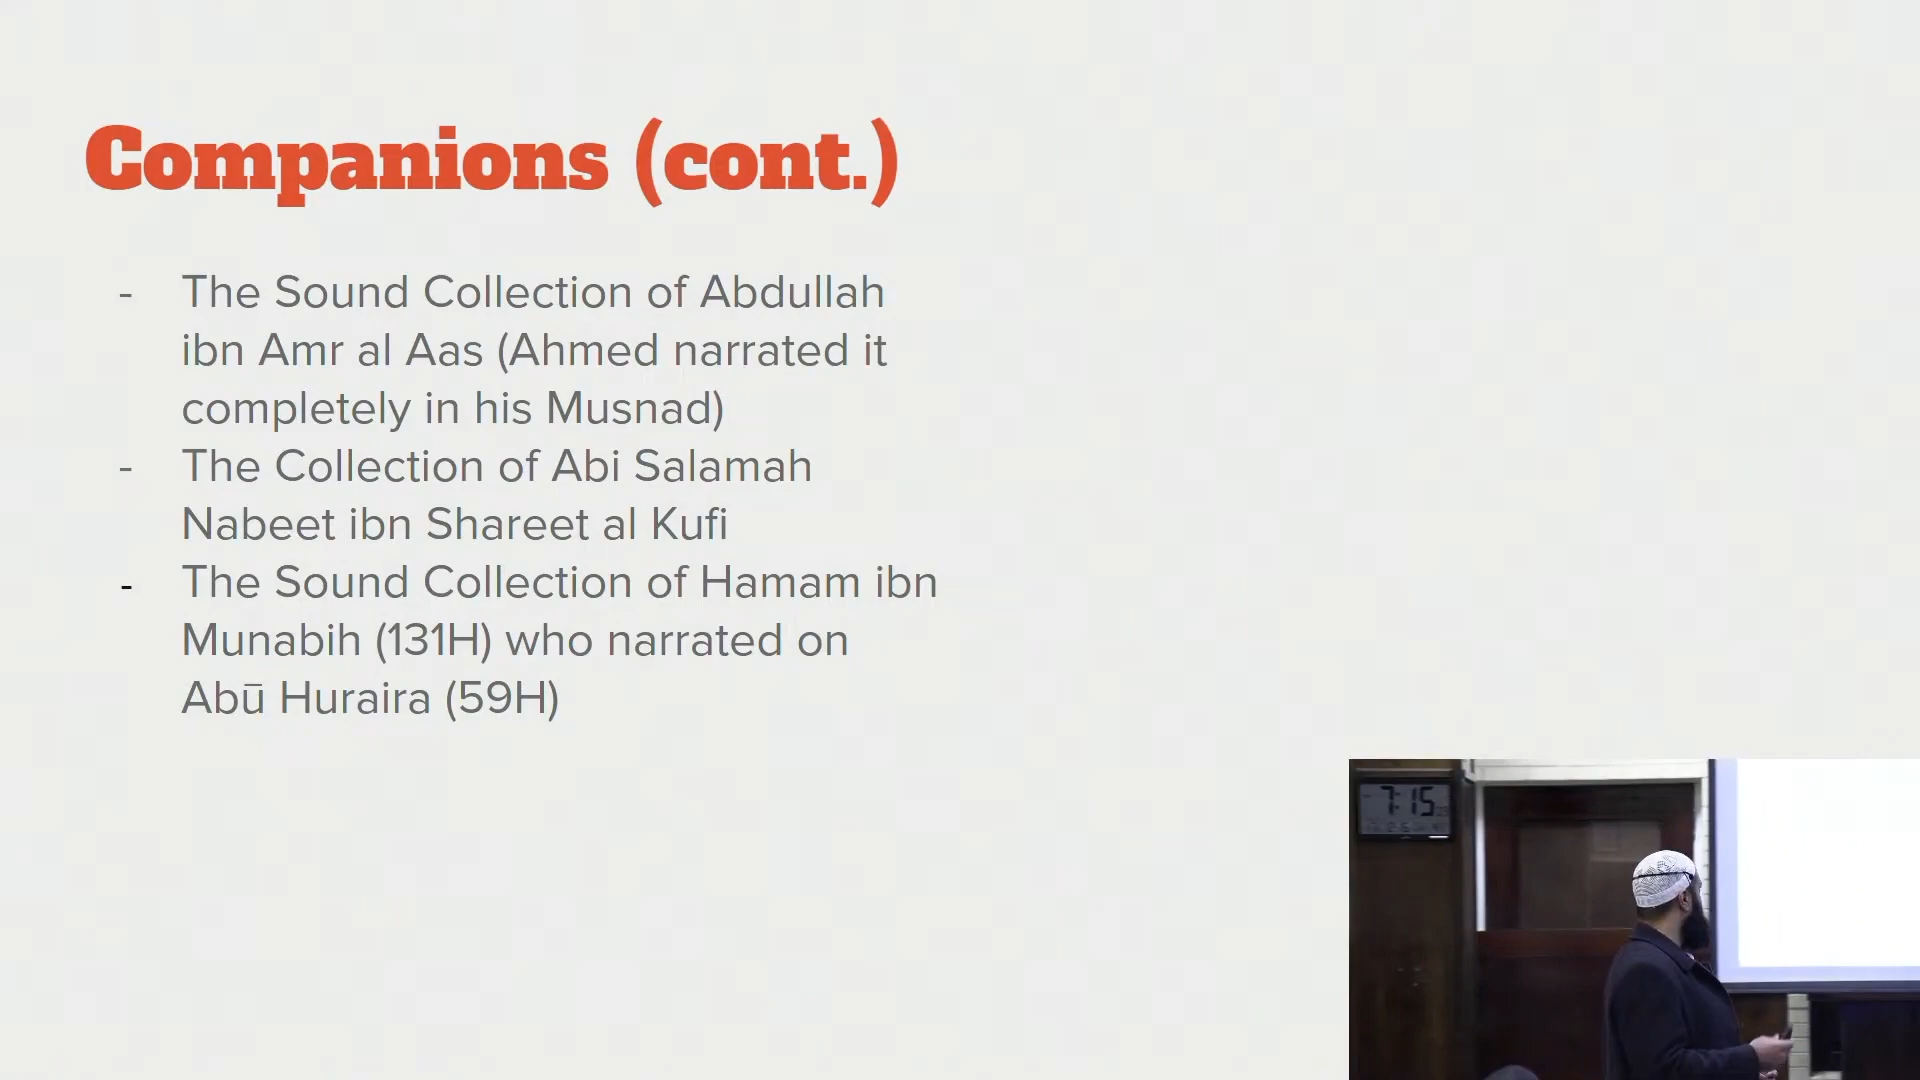 Companions (cont.)
- The Sound Collection of Abdullah
ibn Amr al Aas (Ahmed narrated it
completely in his Musnad)
- The Collection of Abi Salamah
Nabeet ibn Shareet al Kufi
- The Sound Collection of Hamam ibn
Munabih (131H) who narrated on
Abū Huraira (59H)
7:15